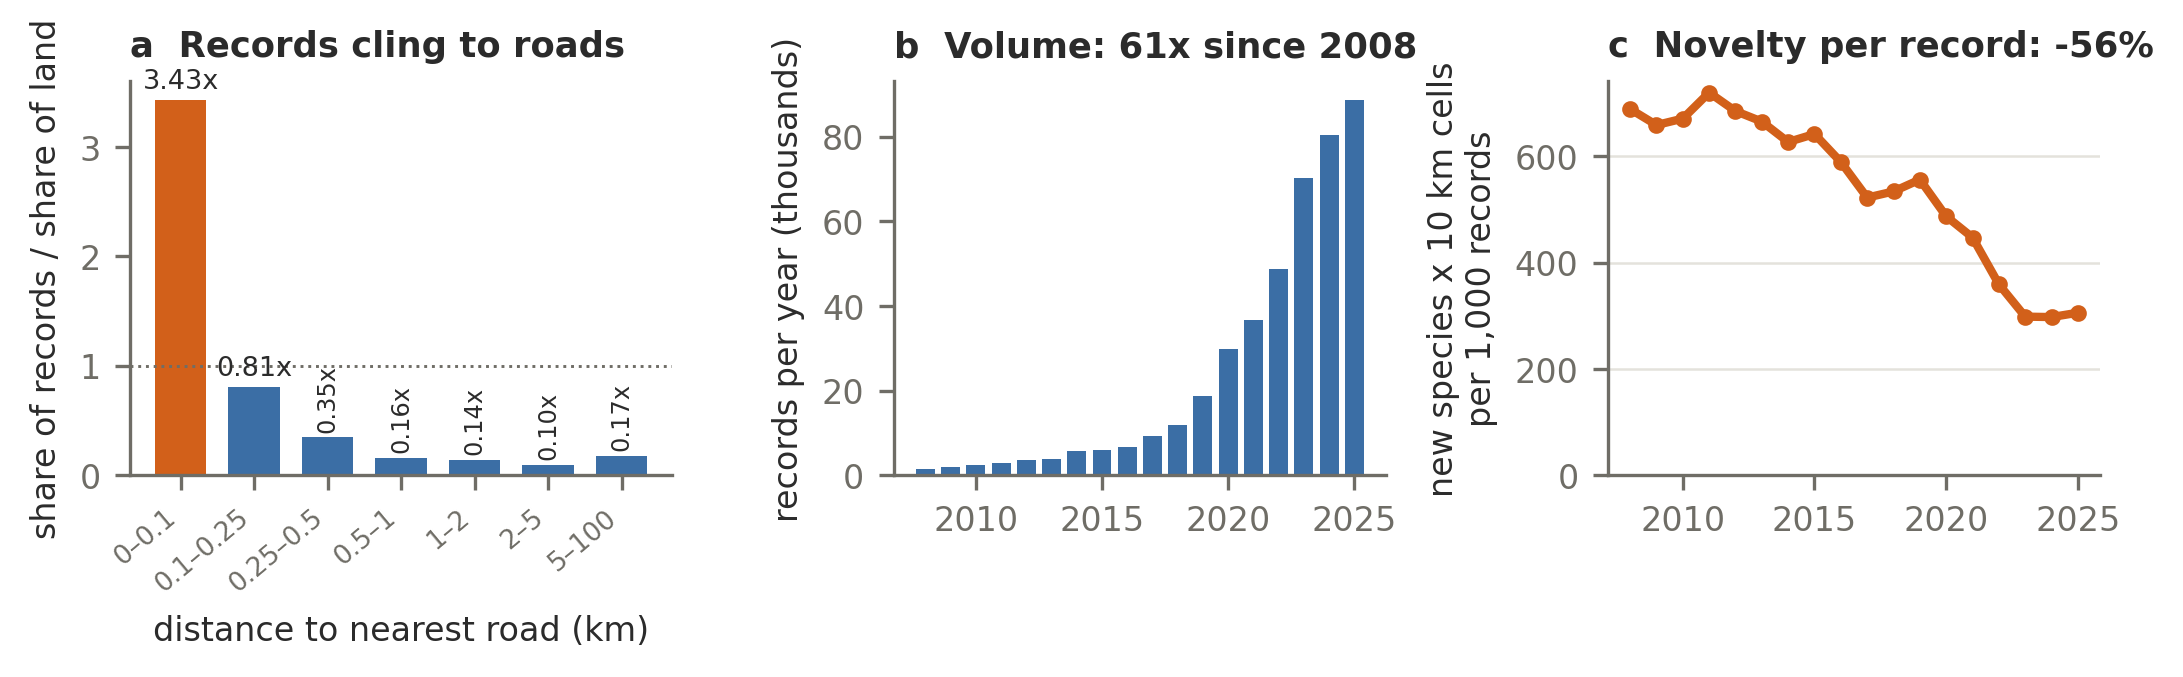 a Records cling to roads
share of records / share of land
3
2
1
0
3.43x
0.81x
0.35x
0.16x
0.14x
0.10x
0.17x
0–0.1
0.1–0.25
0.25–0.5
0.5–1
1–2
2–5
5–100
distance to nearest road (km)
b Volume: 61x since 2008
records per year (thousands)
80
60
40
20
0
2010
2015
2020
2025
c Novelty per record: -56%
new species x 10 km cells
per 1,000 records
600
400
200
0
2010
2015
2020
2025